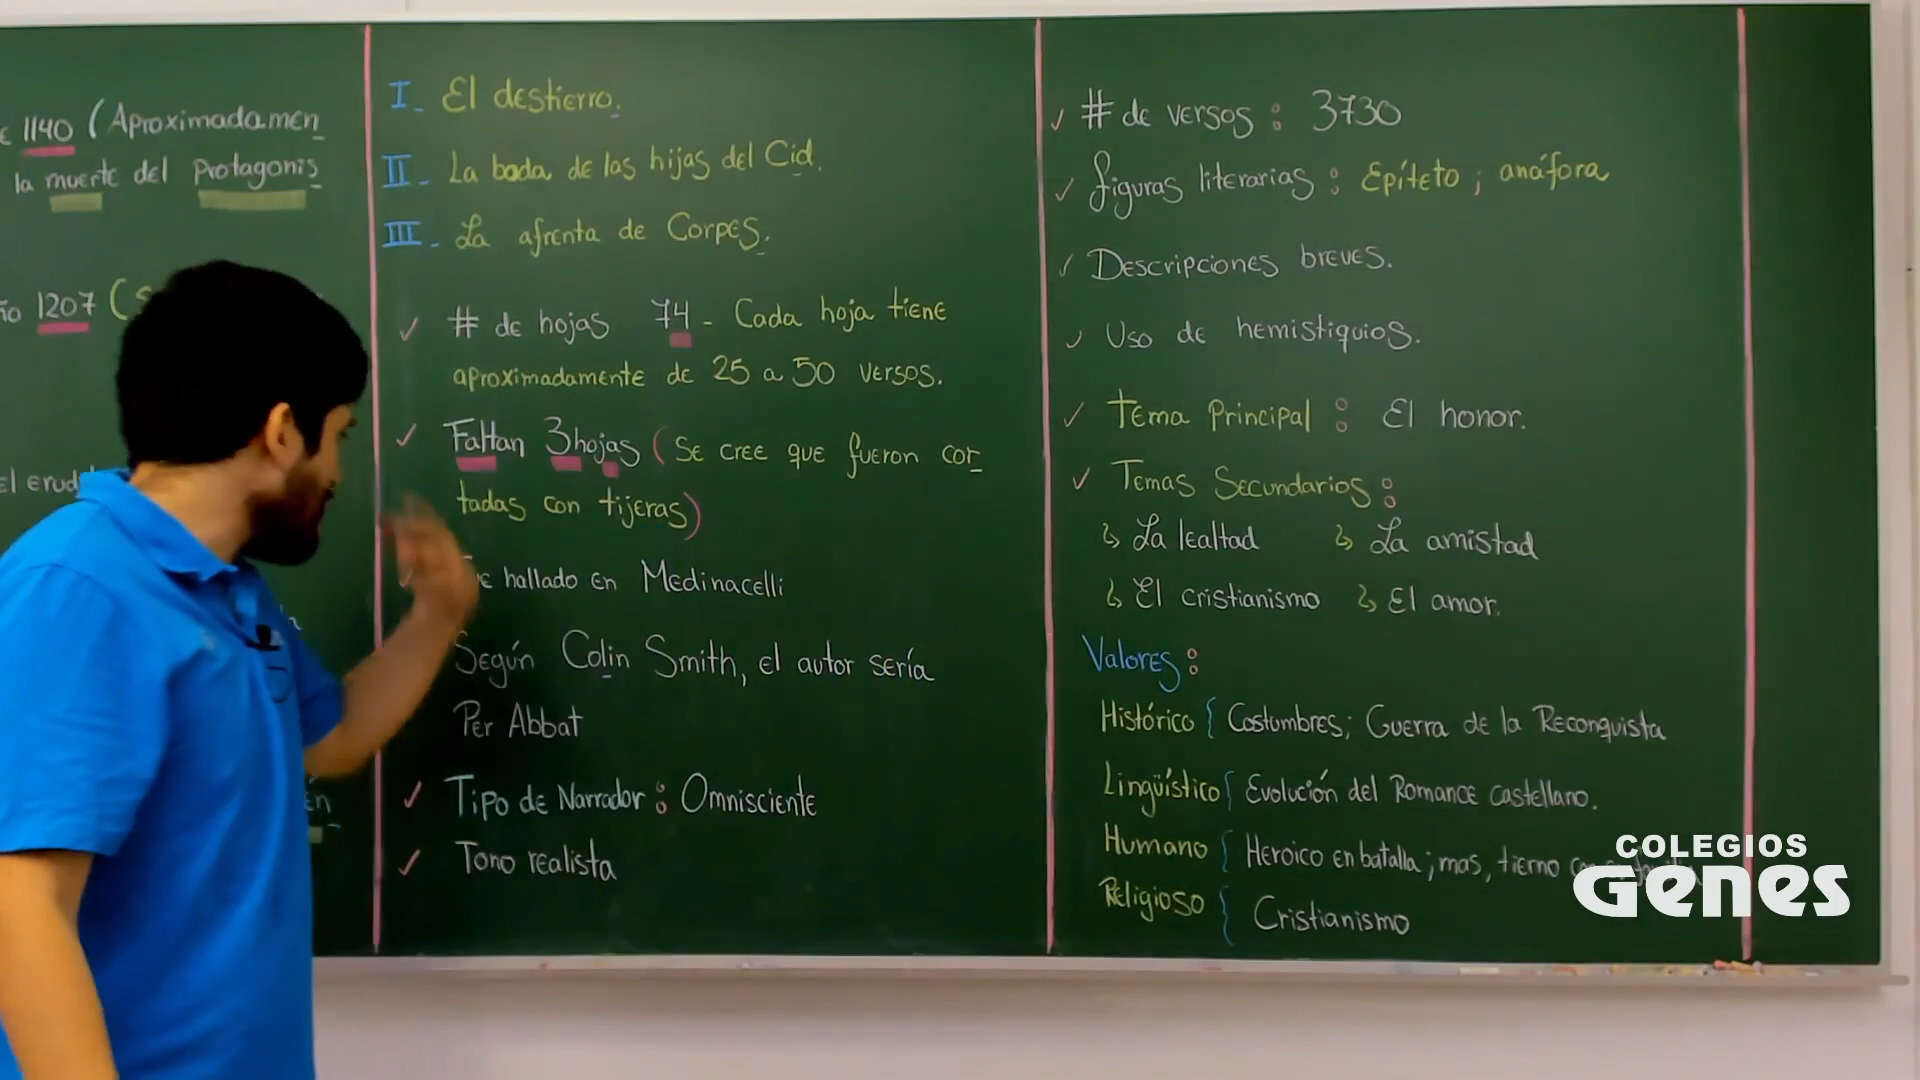 1140 (Aproximadamen
la muerte del Protagonis
1207 (S
El erud
én
I_ El destierro.
II_ La boda de las hijas del Cid.
III_ La afrenta de Corpes.
✓ # de hojas 74 - Cada hoja tiene
aproximadamente de 25 a 50 versos.
✓ Faltan 3 hojas (Se cree que fueron cor
tadas con tijeras)
hallado en Medinacelli
Según Colin Smith, el autor sería
Per Abbat
✓ Tipo de Narrador: Omnisciente
✓ Tono realista
✓ # de versos: 3730
✓ figuras literarias: Epíteto; anáfora
✓ Descripciones breves.
✓ Uso de hemistiquios.
✓ Tema Principal: El honor.
✓ Temas Secundarios:
↳ La lealtad ↳ La amistad
↳ El cristianismo ↳ El amor.
Valores:
Histórico { Costumbres; Guerra de la Reconquista
Lingüístico { Evolución del Romance castellano.
Humano { Heroico en batalla; mas, tierno
Religioso { Cristianismo
COLEGIOS
GENES